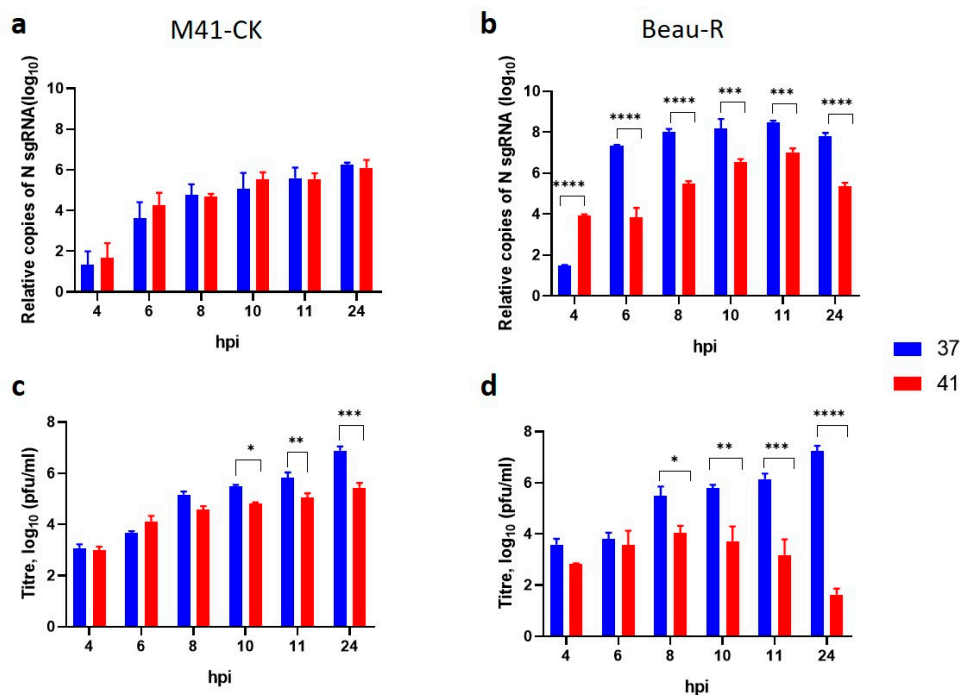 a
M41-CK
b
Beau-R
Relative copies of N sgRNA(log10)
10
8
6
4
2
0
4 6 8 10 11 24
hpi
Relative copies of N sgRNA (log10)
10
8
6
4
2
0
**** **** **** *** *** ****
4 6 8 10 11 24
hpi
37
41
c
Titre, log10 (pfu/ml)
8
6
4
2
0
* ** ***
4 6 8 10 11 24
hpi
d
Titre, log10 (pfu/ml)
8
6
4
2
0
* ** *** ****
4 6 8 10 11 24
hpi